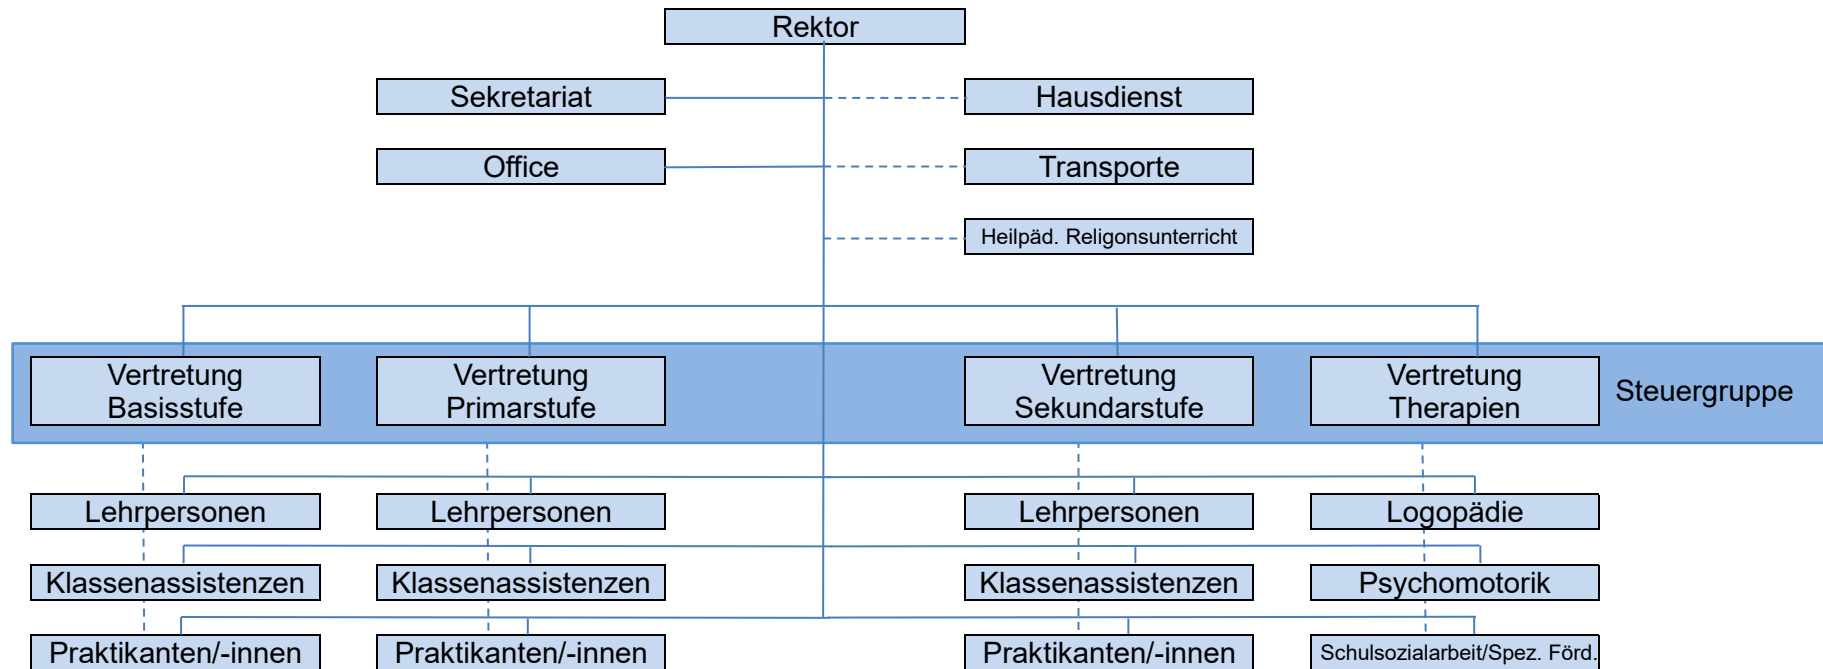 Rektor
Sekretariat
Hausdienst
Office
Transporte
Heilpäd. Religonsunterricht
Vertretung
Basisstufe
Vertretung
Primarstufe
Vertretung
Sekundarstufe
Vertretung
Therapien
Steuergruppe
Lehrpersonen
Lehrpersonen
Lehrpersonen
Logopädie
Klassenassistenzen
Klassenassistenzen
Klassenassistenzen
Psychomotorik
Praktikanten/-innen
Praktikanten/-innen
Praktikanten/-innen
Schulsozialarbeit/Spez. Förd.